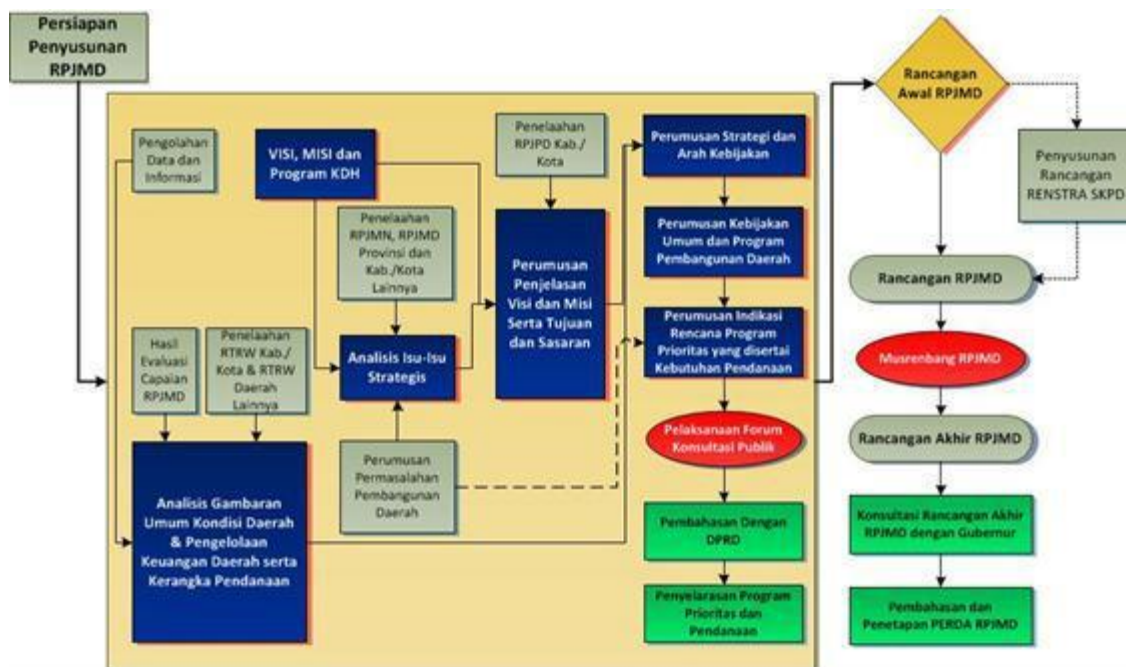 Persiapan
Penyusunan
RPJMD
Pengolahan
Data dan
Informasi
VISI, MISI dan
Program KDH
Penelaahan
RPJPD Kab./
Kota
Perumusan Strategi dan
Arah Kebijakan
Rancangan
Awal RPJMD
Penyusunan
Rancangan
RENSTRA SKPD
Penelaahan
RPJMN, RPJMD
Provinsi dan
Kab./Kota
Lainnya
Perumusan
Penjelasan
Visi dan Misi
Serta Tujuan
dan Sasaran
Perumusan Kebijakan
Umum dan Program
Pembangunan Daerah
Rancangan RPJMD
Hasil
Evaluasi
Capaian
RPJMD
Penelaahan
RTRW Kab./
Kota & RTRW
Daerah
Lainnya
Analisis Isu-Isu
Strategis
Perumusan Indikasi
Rencana Program
Prioritas yang disertai
Kebutuhan Pendanaan
Musrenbang RPJMD
Pelaksanaan Forum
Konsultasi Publik
Rancangan Akhir RPJMD
Perumusan
Permasalahan
Pembangunan
Daerah
Analisis Gambaran
Umum Kondisi Daerah
& Pengelolaan
Keuangan Daerah serta
Kerangka Pendanaan
Pembahasan Dengan
DPRD
Konsultasi Rancangan Akhir
RPJMD dengan Gubernur
Penyelarasan Program
Prioritas dan
Pendanaan
Pembahasan dan
Penetapan PERDA RPJMD